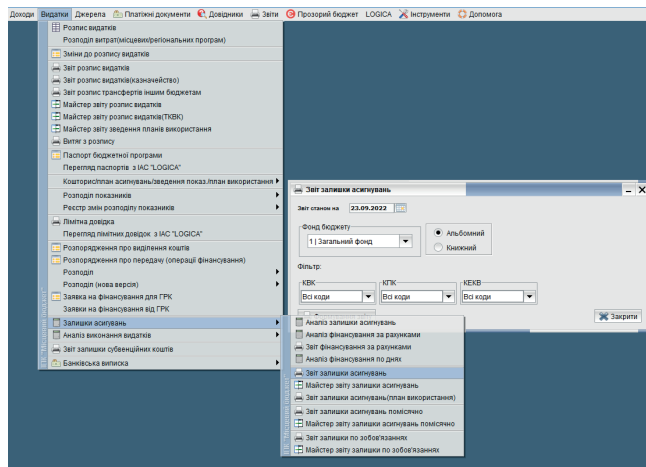 Доходи Видатки Джерела Платіжні документи Довідники Звіти Прозорий бюджет LOGICA Інструменти Допомога
Розпис видатків
Розподіл витрат(місцевих/регіональних програм)
Зміни до розпису видатків
Звіт розпис видатків
Звіт розпис видатків(казначейство)
Звіт розпис трансфертів іншим бюджетам
Майстер звіту розпис видатків
Майстер звіту розпис видатків(ТКВК)
Майстер звіту зведення планів використання
Витяг з розпису
Паспорт бюджетної програми
Перегляд паспортів з ІАС "LOGICA"
Кошторис/план асигнувань/зведення показ./план використання
Розподіл показників
Реєстр змін розподілу показників
Лімітна довідка
Перегляд лімітних довідок з ІАС "LOGICA"
Розпорядження про виділення коштів
Розпорядження про передачу (операції фінансування)
Розподіл
Розподіл (нова версія)
Заявка на фінансування для ГРК
Заявки на фінансування від ГРК
Залишки асигувань
Аналіз виконання видатків
Звіт залишки субвенційних коштів
Банківська виписка
Звіт залишки асигнувань
Звіт станом на 23.09.2022
Фонд бюджету
1 | Загальний фонд
Альбомний
Книжний
Фільтр:
КВК КПК КЕКВ
Всі коди Всі коди Всі коди
Закрити
Аналіз залишки асигнувань
Аналіз фінансування за рахунками
Звіт фінансування за рахунками
Аналіз фінансування по днях
Звіт залишки асигнувань
Майстер звіту залишки асигнувань
Звіт залишки асигнувань(план використання)
Звіт залишки асигнувань помісячно
Майстер звіту залишки асигнувань помісячно
Звіт залишки по зобов'язаннях
Майстер звіту залишки по зобов'язаннях